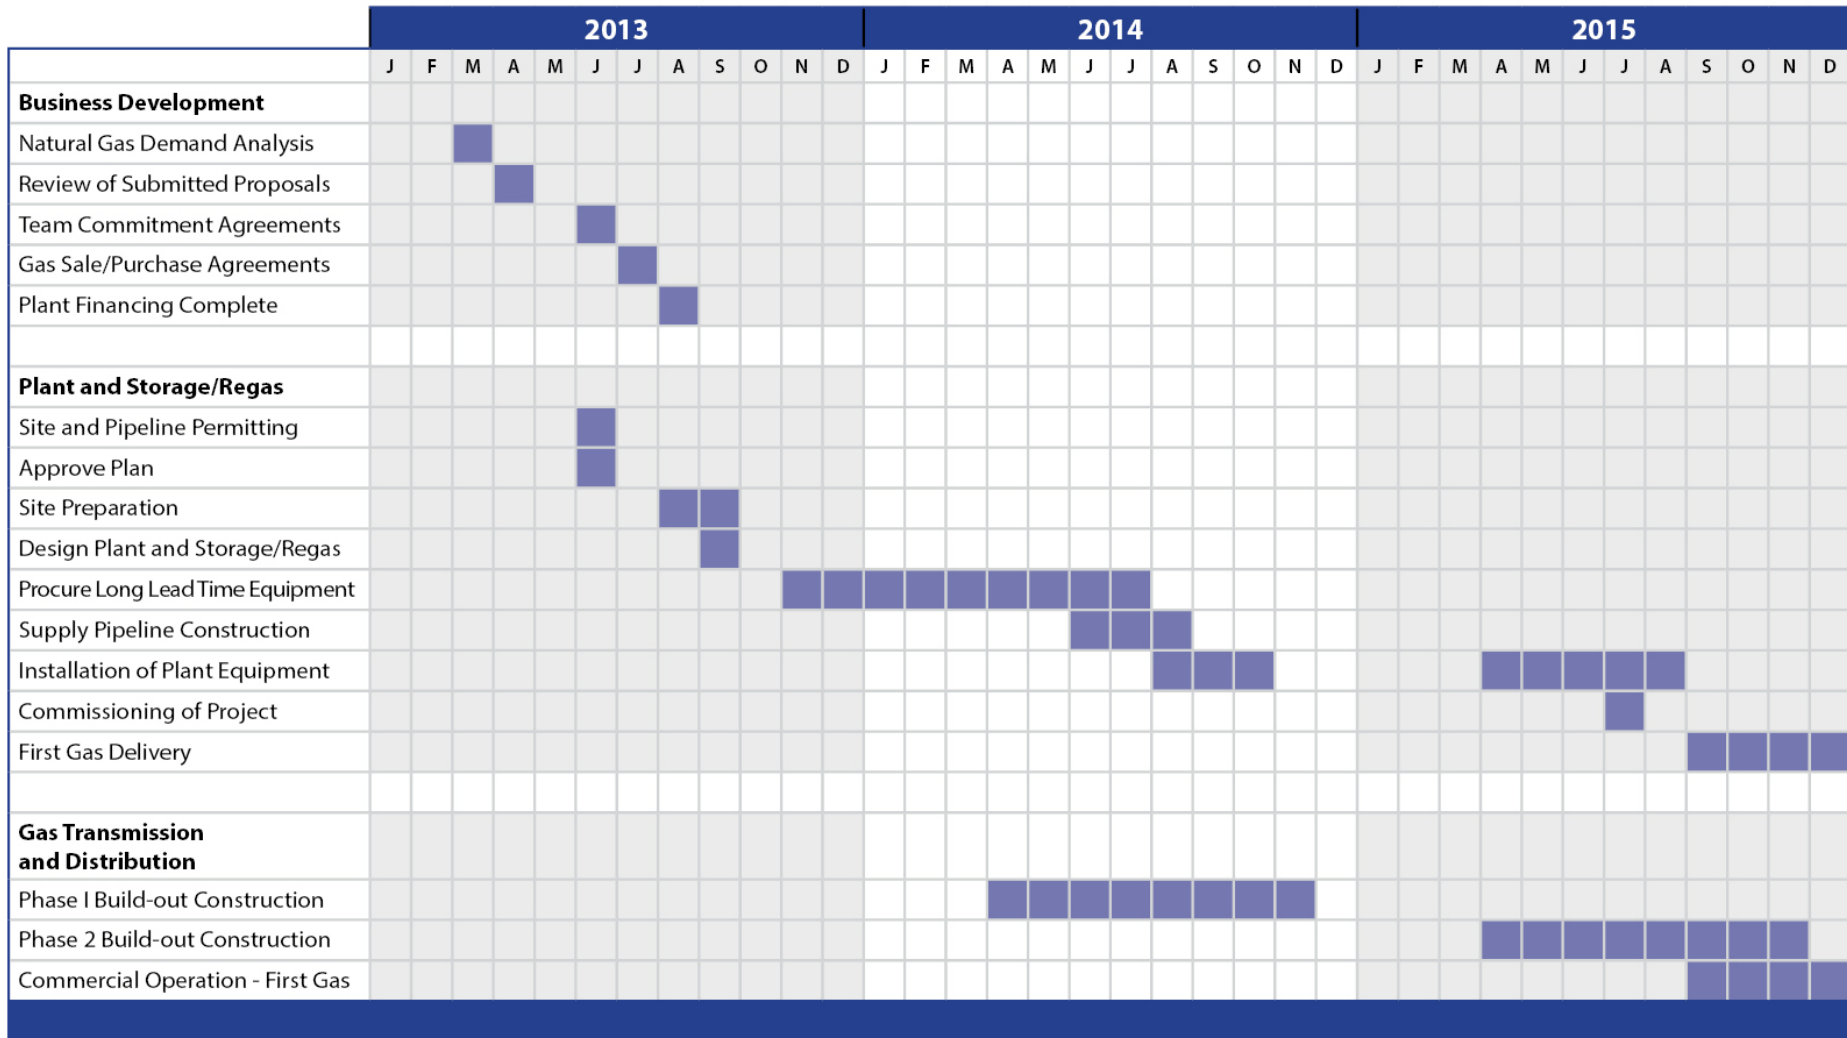 2013 2014 2015
J F M A M J J A S O N D J F M A M J J A S O N D J F M A M J J A S O N D
Business Development
Natural Gas Demand Analysis
Review of Submitted Proposals
Team Commitment Agreements
Gas Sale/Purchase Agreements
Plant Financing Complete
Plant and Storage/Regas
Site and Pipeline Permitting
Approve Plan
Site Preparation
Design Plant and Storage/Regas
Procure Long Lead Time Equipment
Supply Pipeline Construction
Installation of Plant Equipment
Commissioning of Project
First Gas Delivery
Gas Transmission
and Distribution
Phase I Build-out Construction
Phase 2 Build-out Construction
Commercial Operation - First Gas